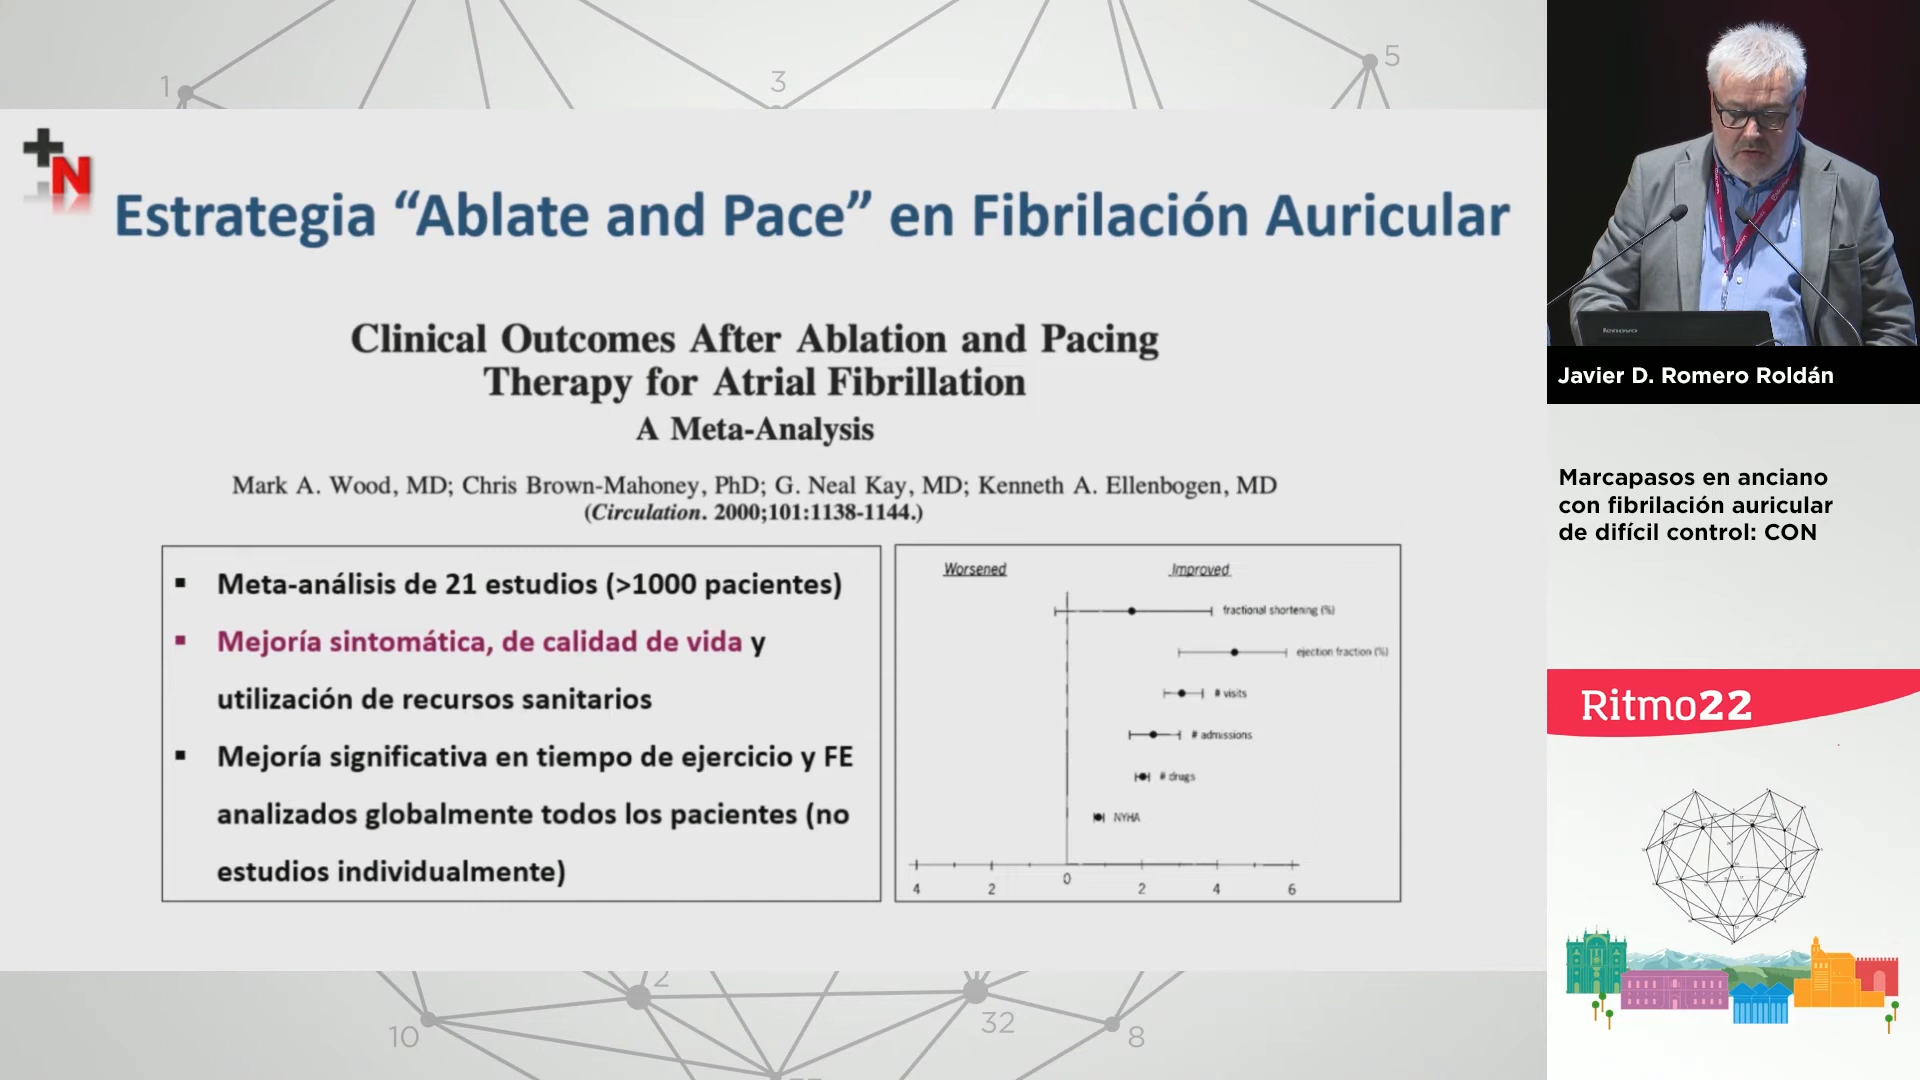 1
3
5
N
Estrategia “Ablate and Pace” en Fibrilación Auricular
Clinical Outcomes After Ablation and Pacing
Therapy for Atrial Fibrillation
A Meta-Analysis
Mark A. Wood, MD; Chris Brown-Mahoney, PhD; G. Neal Kay, MD; Kenneth A. Ellenbogen, MD
(Circulation. 2000;101:1138-1144.)
▪ Meta-análisis de 21 estudios (>1000 pacientes)
▪ Mejoría sintomática, de calidad de vida y
utilización de recursos sanitarios
▪ Mejoría significativa en tiempo de ejercicio y FE
analizados globalmente todos los pacientes (no
estudios individualmente)
Worsened
Improved
fractional shortening (%)
ejection fraction (%)
# visits
# admissions
# drugs
NYHA
4 2 0 2 4 6
2
10
32
8
lenovo
Javier D. Romero Roldán
Marcapasos en anciano
con fibrilación auricular
de difícil control: CON
Ritmo22